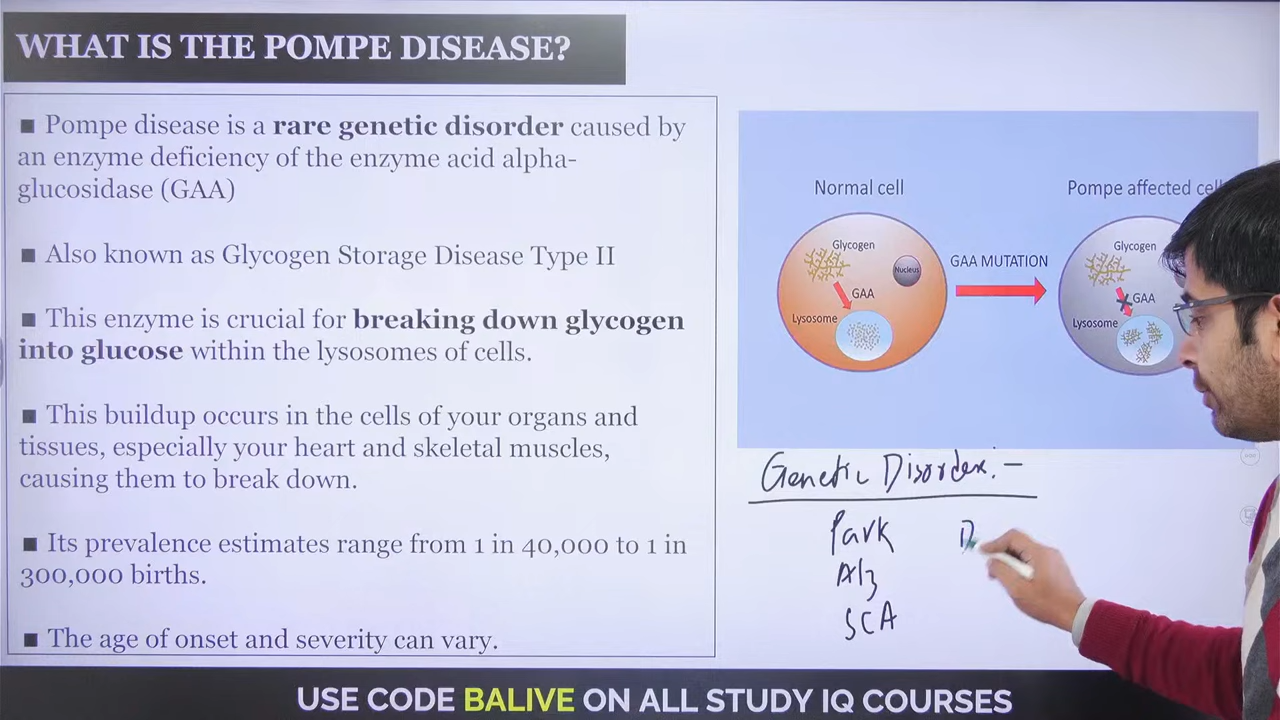 WHAT IS THE POMPE DISEASE?
■ Pompe disease is a rare genetic disorder caused by
an enzyme deficiency of the enzyme acid alpha-
glucosidase (GAA)
■ Also known as Glycogen Storage Disease Type II
■ This enzyme is crucial for breaking down glycogen
into glucose within the lysosomes of cells.
■ This buildup occurs in the cells of your organs and
tissues, especially your heart and skeletal muscles,
causing them to break down.
■ Its prevalence estimates range from 1 in 40,000 to 1 in
300,000 births.
■ The age of onset and severity can vary.
Normal cell
Glycogen
Nucleus
GAA
Lysosome
GAA MUTATION
Pompe affected cell
Glycogen
GAA
Lysosome
Genetic Disorder:-
Park
Alz
SCA
D
USE CODE BALIVE ON ALL STUDY IQ COURSES